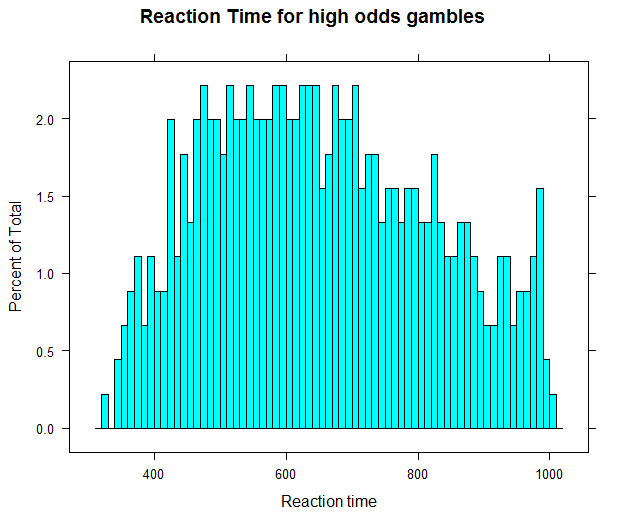 Reaction Time for high odds gambles
Percent of Total
2.0
1.5
1.0
0.5
0.0
400 600 800 1000
Reaction time